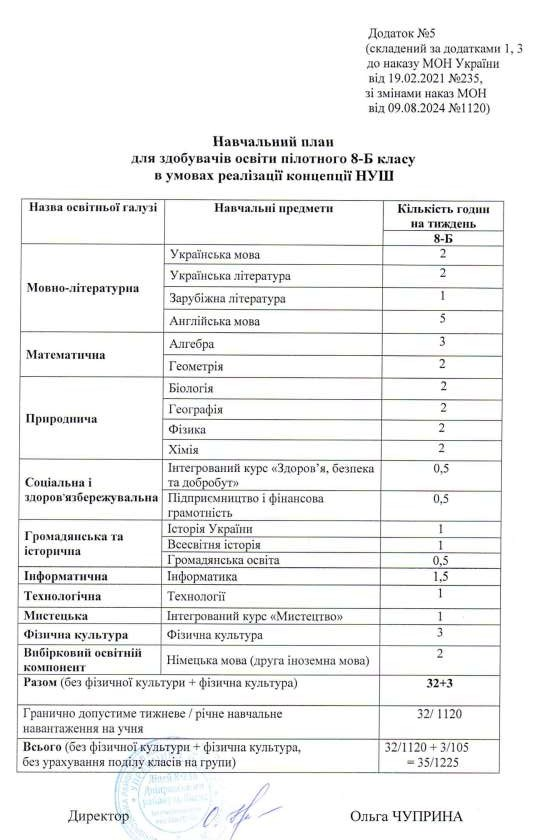 Додаток №5
(складений за додатками 1, 3
до наказу МОН України
від 19.02.2021 №235,
зі змінами наказ МОН
від 09.08.2024 №1120)
Навчальний план
для здобувачів освіти пілотного 8-Б класу
в умовах реалізації концепції НУШ
Назва освітньої галузі Навчальні предмети Кількість годин
на тиждень
8-Б
Мовно-літературна
Українська мова 2
Українська література 2
Зарубіжна література 1
Англійська мова 5
Математична
Алгебра 3
Геометрія 2
Природнича
Біологія 2
Географія 2
Фізика 2
Хімія 2
Соціальна і
здоров'язбережувальна
Інтегрований курс «Здоров’я, безпека
та добробут» 0,5
Підприємництво і фінансова
грамотність 0,5
Громадянська та
історична
Історія України 1
Всесвітня історія 1
Громадянська освіта 0,5
Інформатична Інформатика 1,5
Технологічна Технології 1
Мистецька Інтегрований курс «Мистецтво» 1
Фізична культура Фізична культура 3
Вибірковий освітній
компонент
Німецька мова (друга іноземна мова) 2
Разом (без фізичної культури + фізична культура) 32+3
Гранично допустиме тижневе / річне навчальне
навантаження на учня 32/ 1120
Всього (без фізичної культури + фізична культура,
без урахування поділу класів на групи)
32/1120 + 3/105
= 35/1225
Директор Ольга ЧУПРИНА